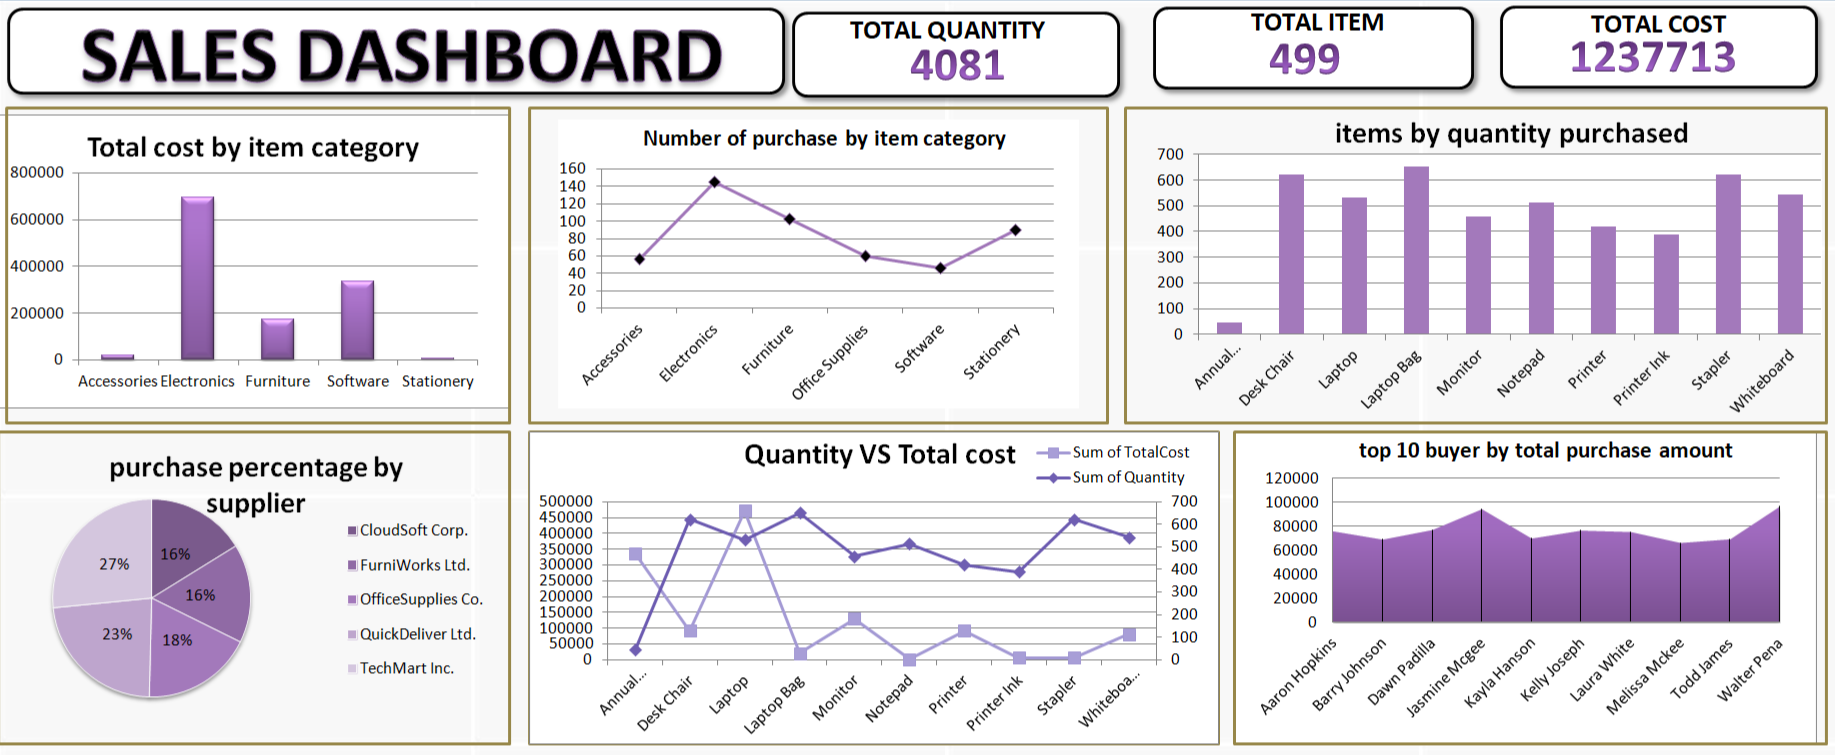 SALES DASHBOARD
TOTAL QUANTITY
4081
TOTAL ITEM
499
TOTAL COST
1237713
Total cost by item category
800000
600000
400000
200000
0
Accessories Electronics Furniture Software Stationery
Number of purchase by item category
160
140
120
100
80
60
40
20
0
Accessories
Electronics
Furniture
Office Supplies
Software
Stationery
items by quantity purchased
700
600
500
400
300
200
100
0
Annual...
Desk Chair
Laptop
Laptop Bag
Monitor
Notepad
Printer
Printer Ink
Stapler
Whiteboard
purchase percentage by
supplier
16%
16%
18%
23%
27%
CloudSoft Corp.
FurniWorks Ltd.
OfficeSupplies Co.
QuickDeliver Ltd.
TechMart Inc.
Quantity VS Total cost
Sum of TotalCost
Sum of Quantity
500000
450000
400000
350000
300000
250000
200000
150000
100000
50000
0
700
600
500
400
300
200
100
0
Annual...
Desk Chair
Laptop
Laptop Bag
Monitor
Notepad
Printer
Printer Ink
Stapler
Whiteboa...
top 10 buyer by total purchase amount
120000
100000
80000
60000
40000
20000
0
Aaron Hopkins
Barry Johnson
Dawn Padilla
Jasmine Mcgee
Kayla Hanson
Kelly Joseph
Laura White
Melissa Mckee
Todd James
Walter Pena